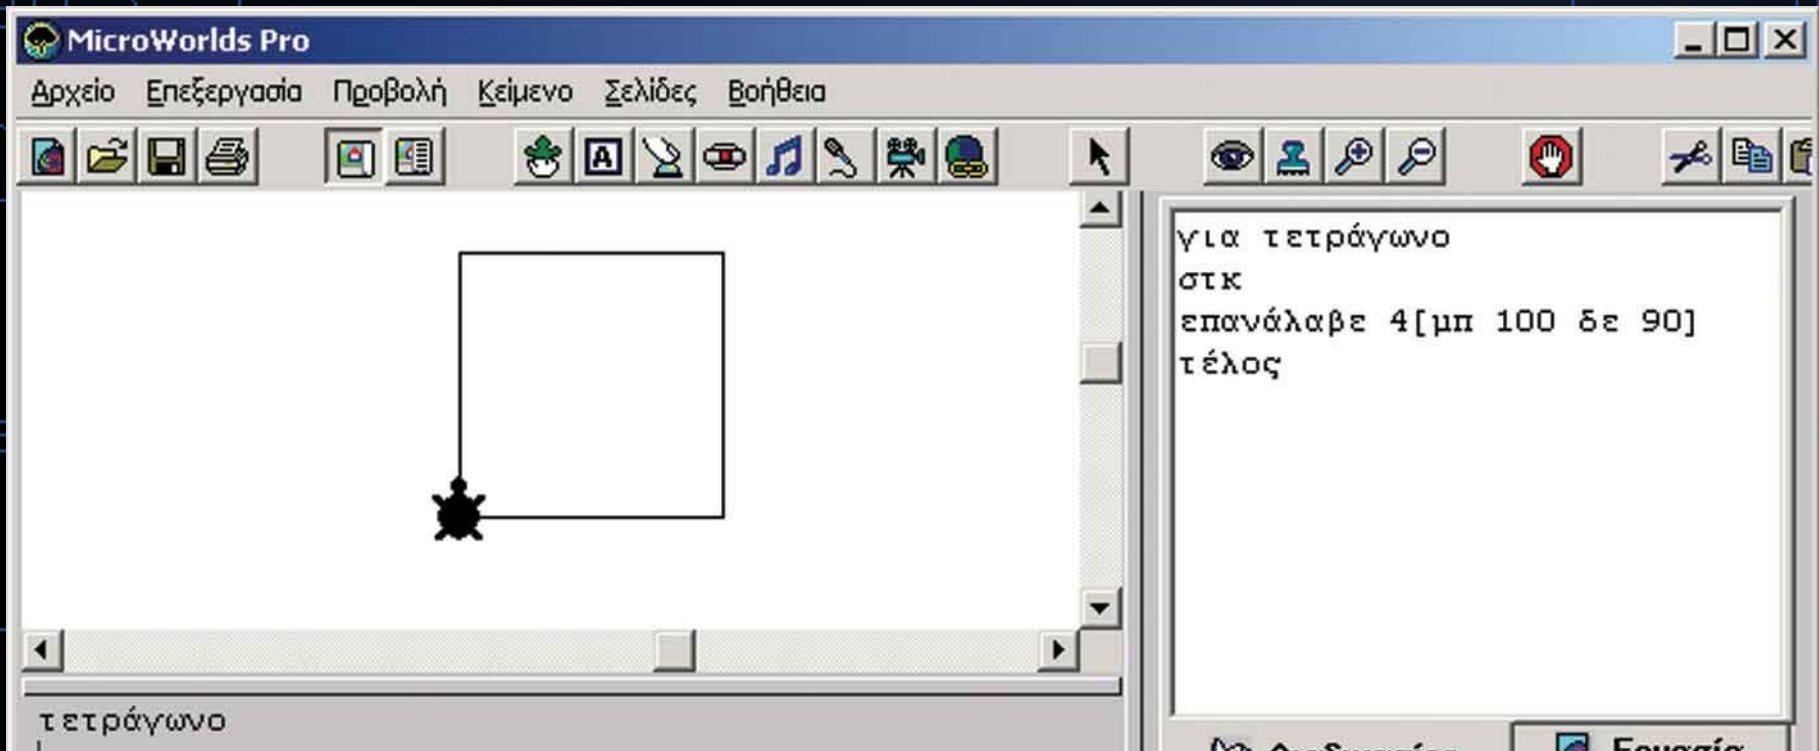 MicroWorlds Pro
Αρχείο Επεξεργασία Προβολή Κείμενο Σελίδες Βοήθεια
A
για τετράγωνο
στκ
επανάλαβε 4[μπ 100 δε 90]
τέλος
τετράγωνο